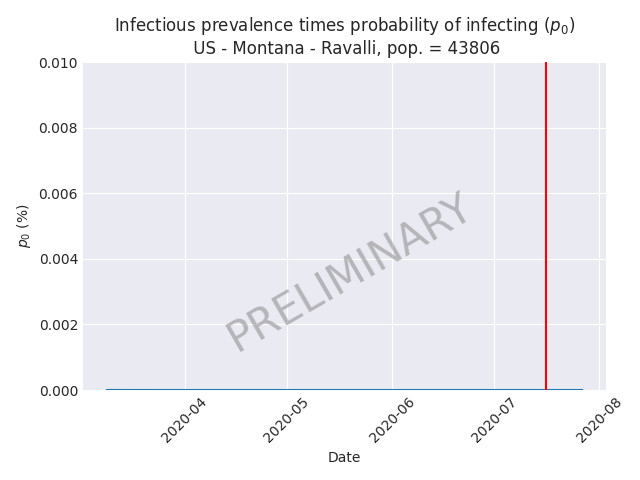 Infectious prevalence times probability of infecting (p₀)
US - Montana - Ravalli, pop. = 43806
0.010
0.008
0.006
0.004
0.002
0.000
p₀ (%)
PRELIMINARY
2020-04
2020-05
2020-06
2020-07
2020-08
Date